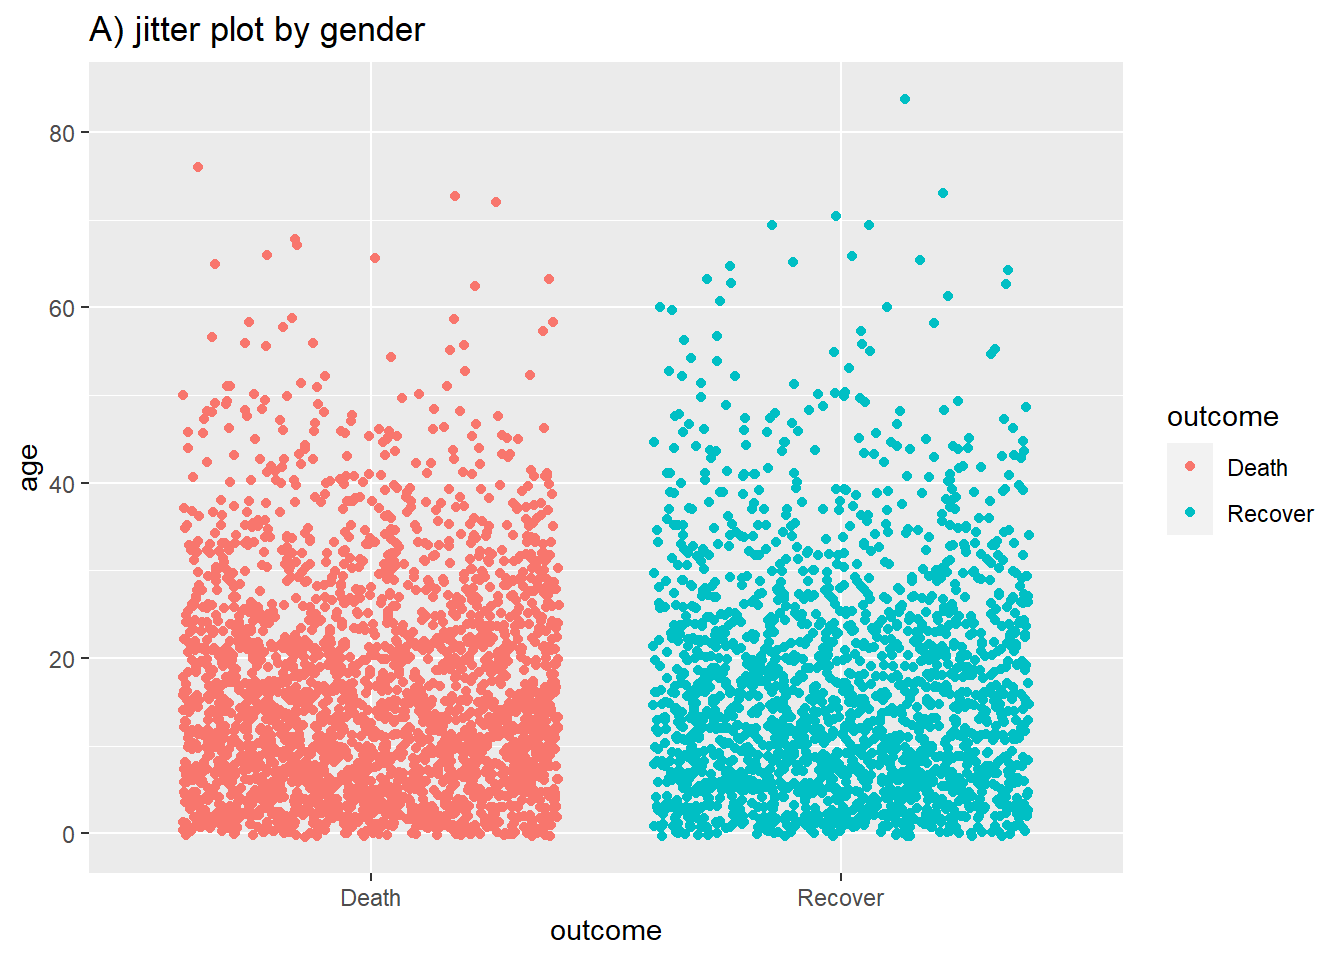 A) jitter plot by gender
age
80
60
40
20
0
Death
Recover
outcome
outcome
Death
Recover